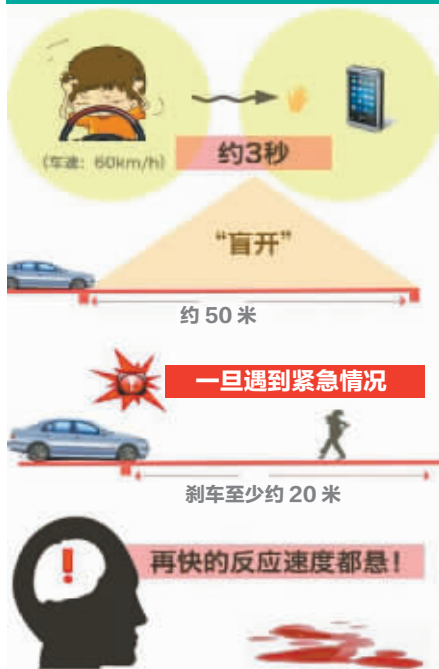 (车速：60km/h)
约3秒
“盲开”
约 50 米
一旦遇到紧急情况
刹车至少约 20 米
再快的反应速度都悬！